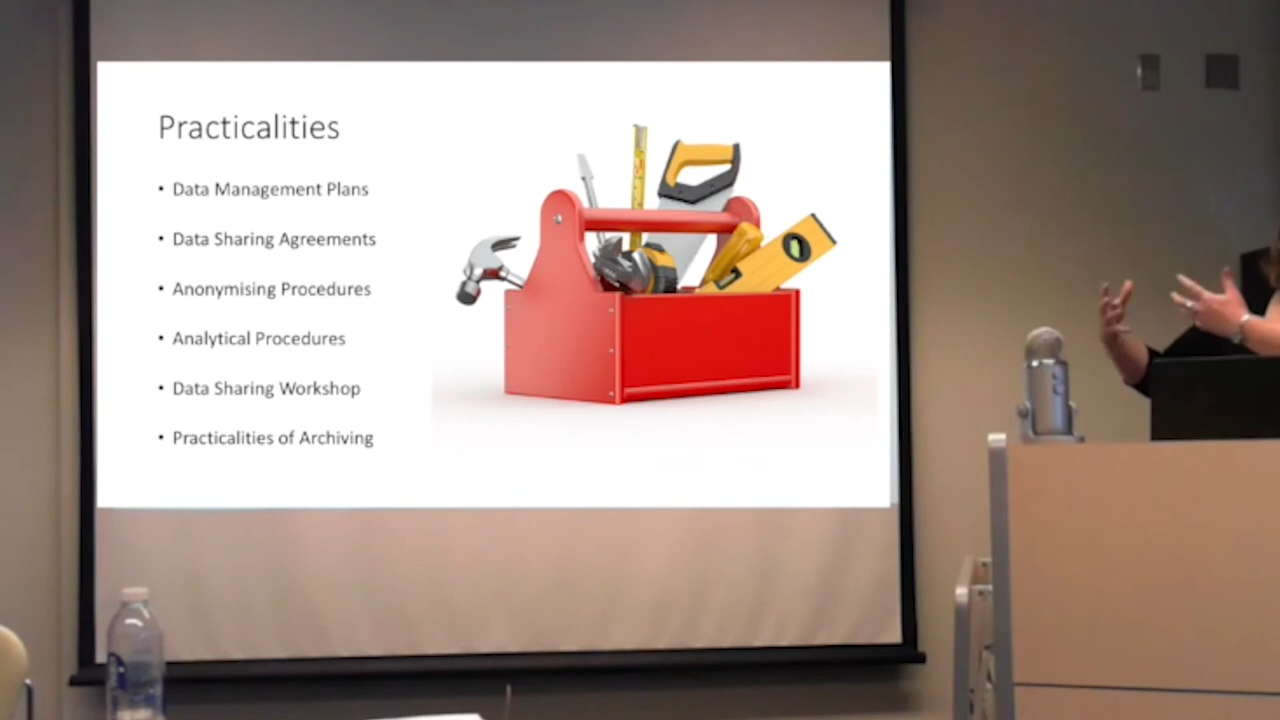 Practicalities
• Data Management Plans
• Data Sharing Agreements
• Anonymising Procedures
• Analytical Procedures
• Data Sharing Workshop
• Practicalities of Archiving